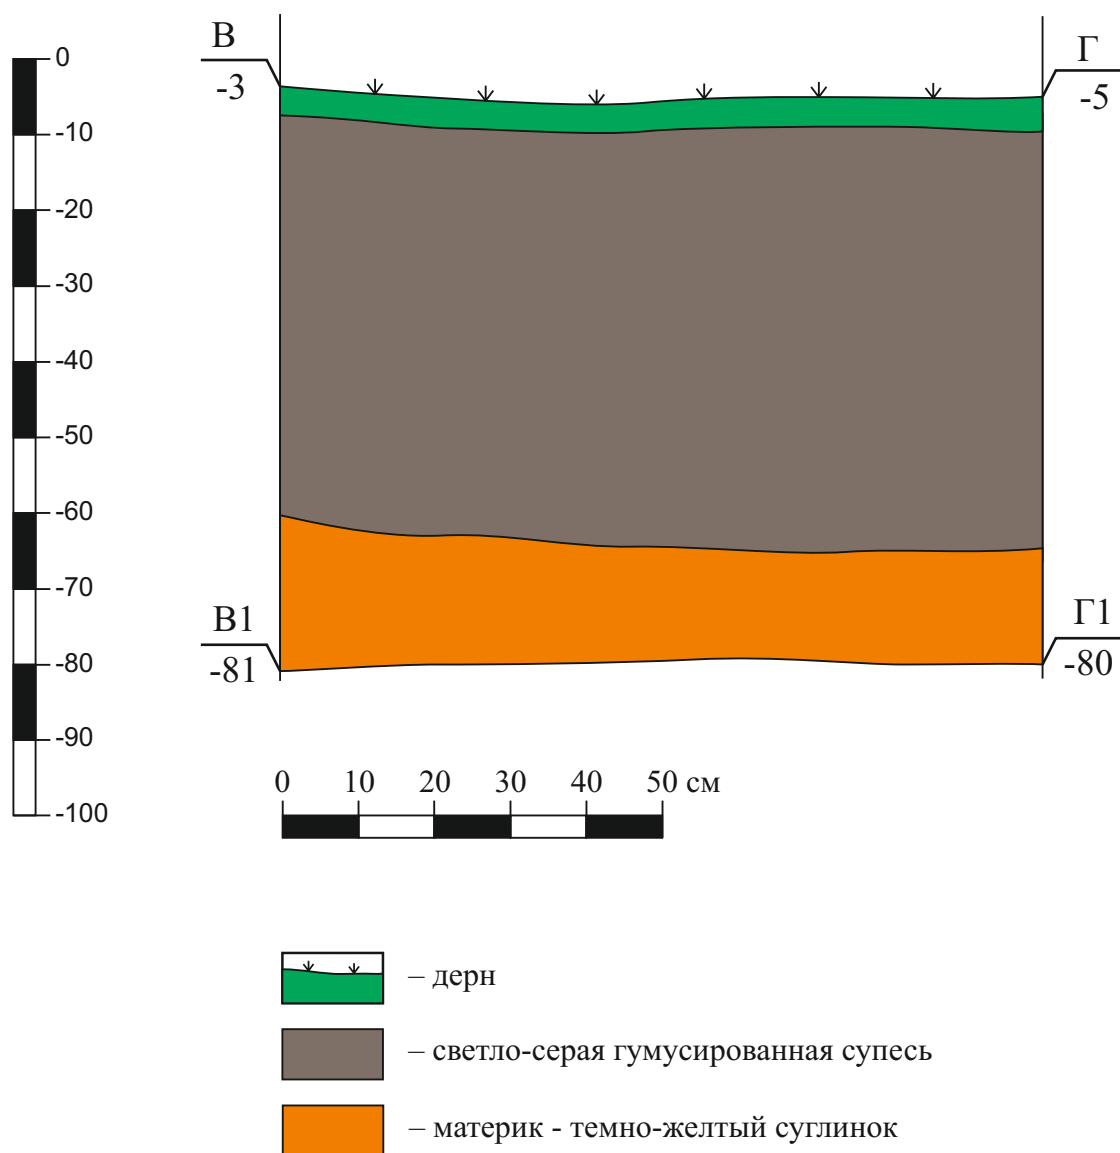 0
-10
-20
-30
-40
-50
-60
-70
-80
-90
-100
В
-3
Г
-5
В1
-81
Г1
-80
0 10 20 30 40 50 см
– дерн
– светло-серая гумусированная супесь
– материк - темно-желтый суглинок